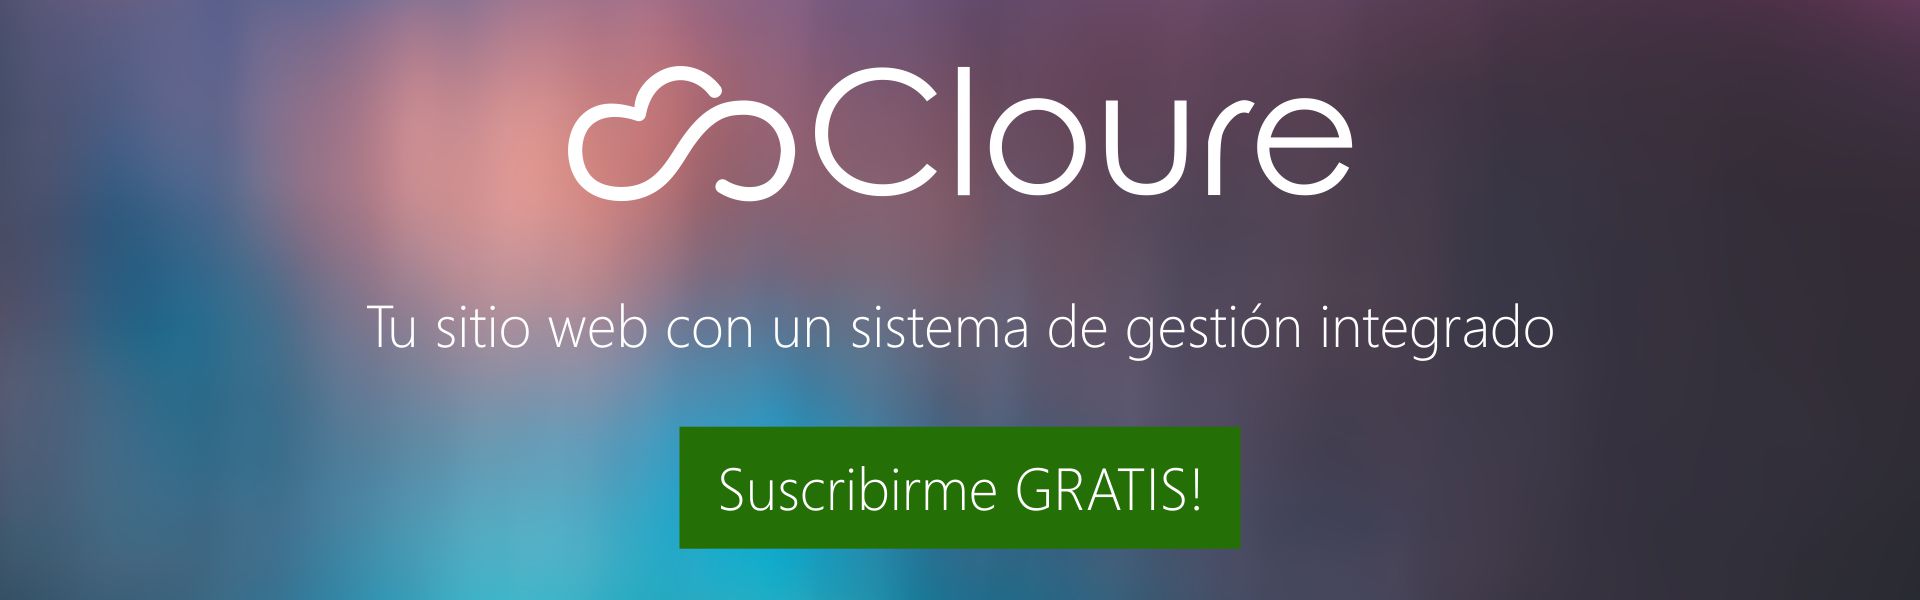 Cloure
Tu sitio web con un sistema de gestión integrado
Suscribirme GRATIS!